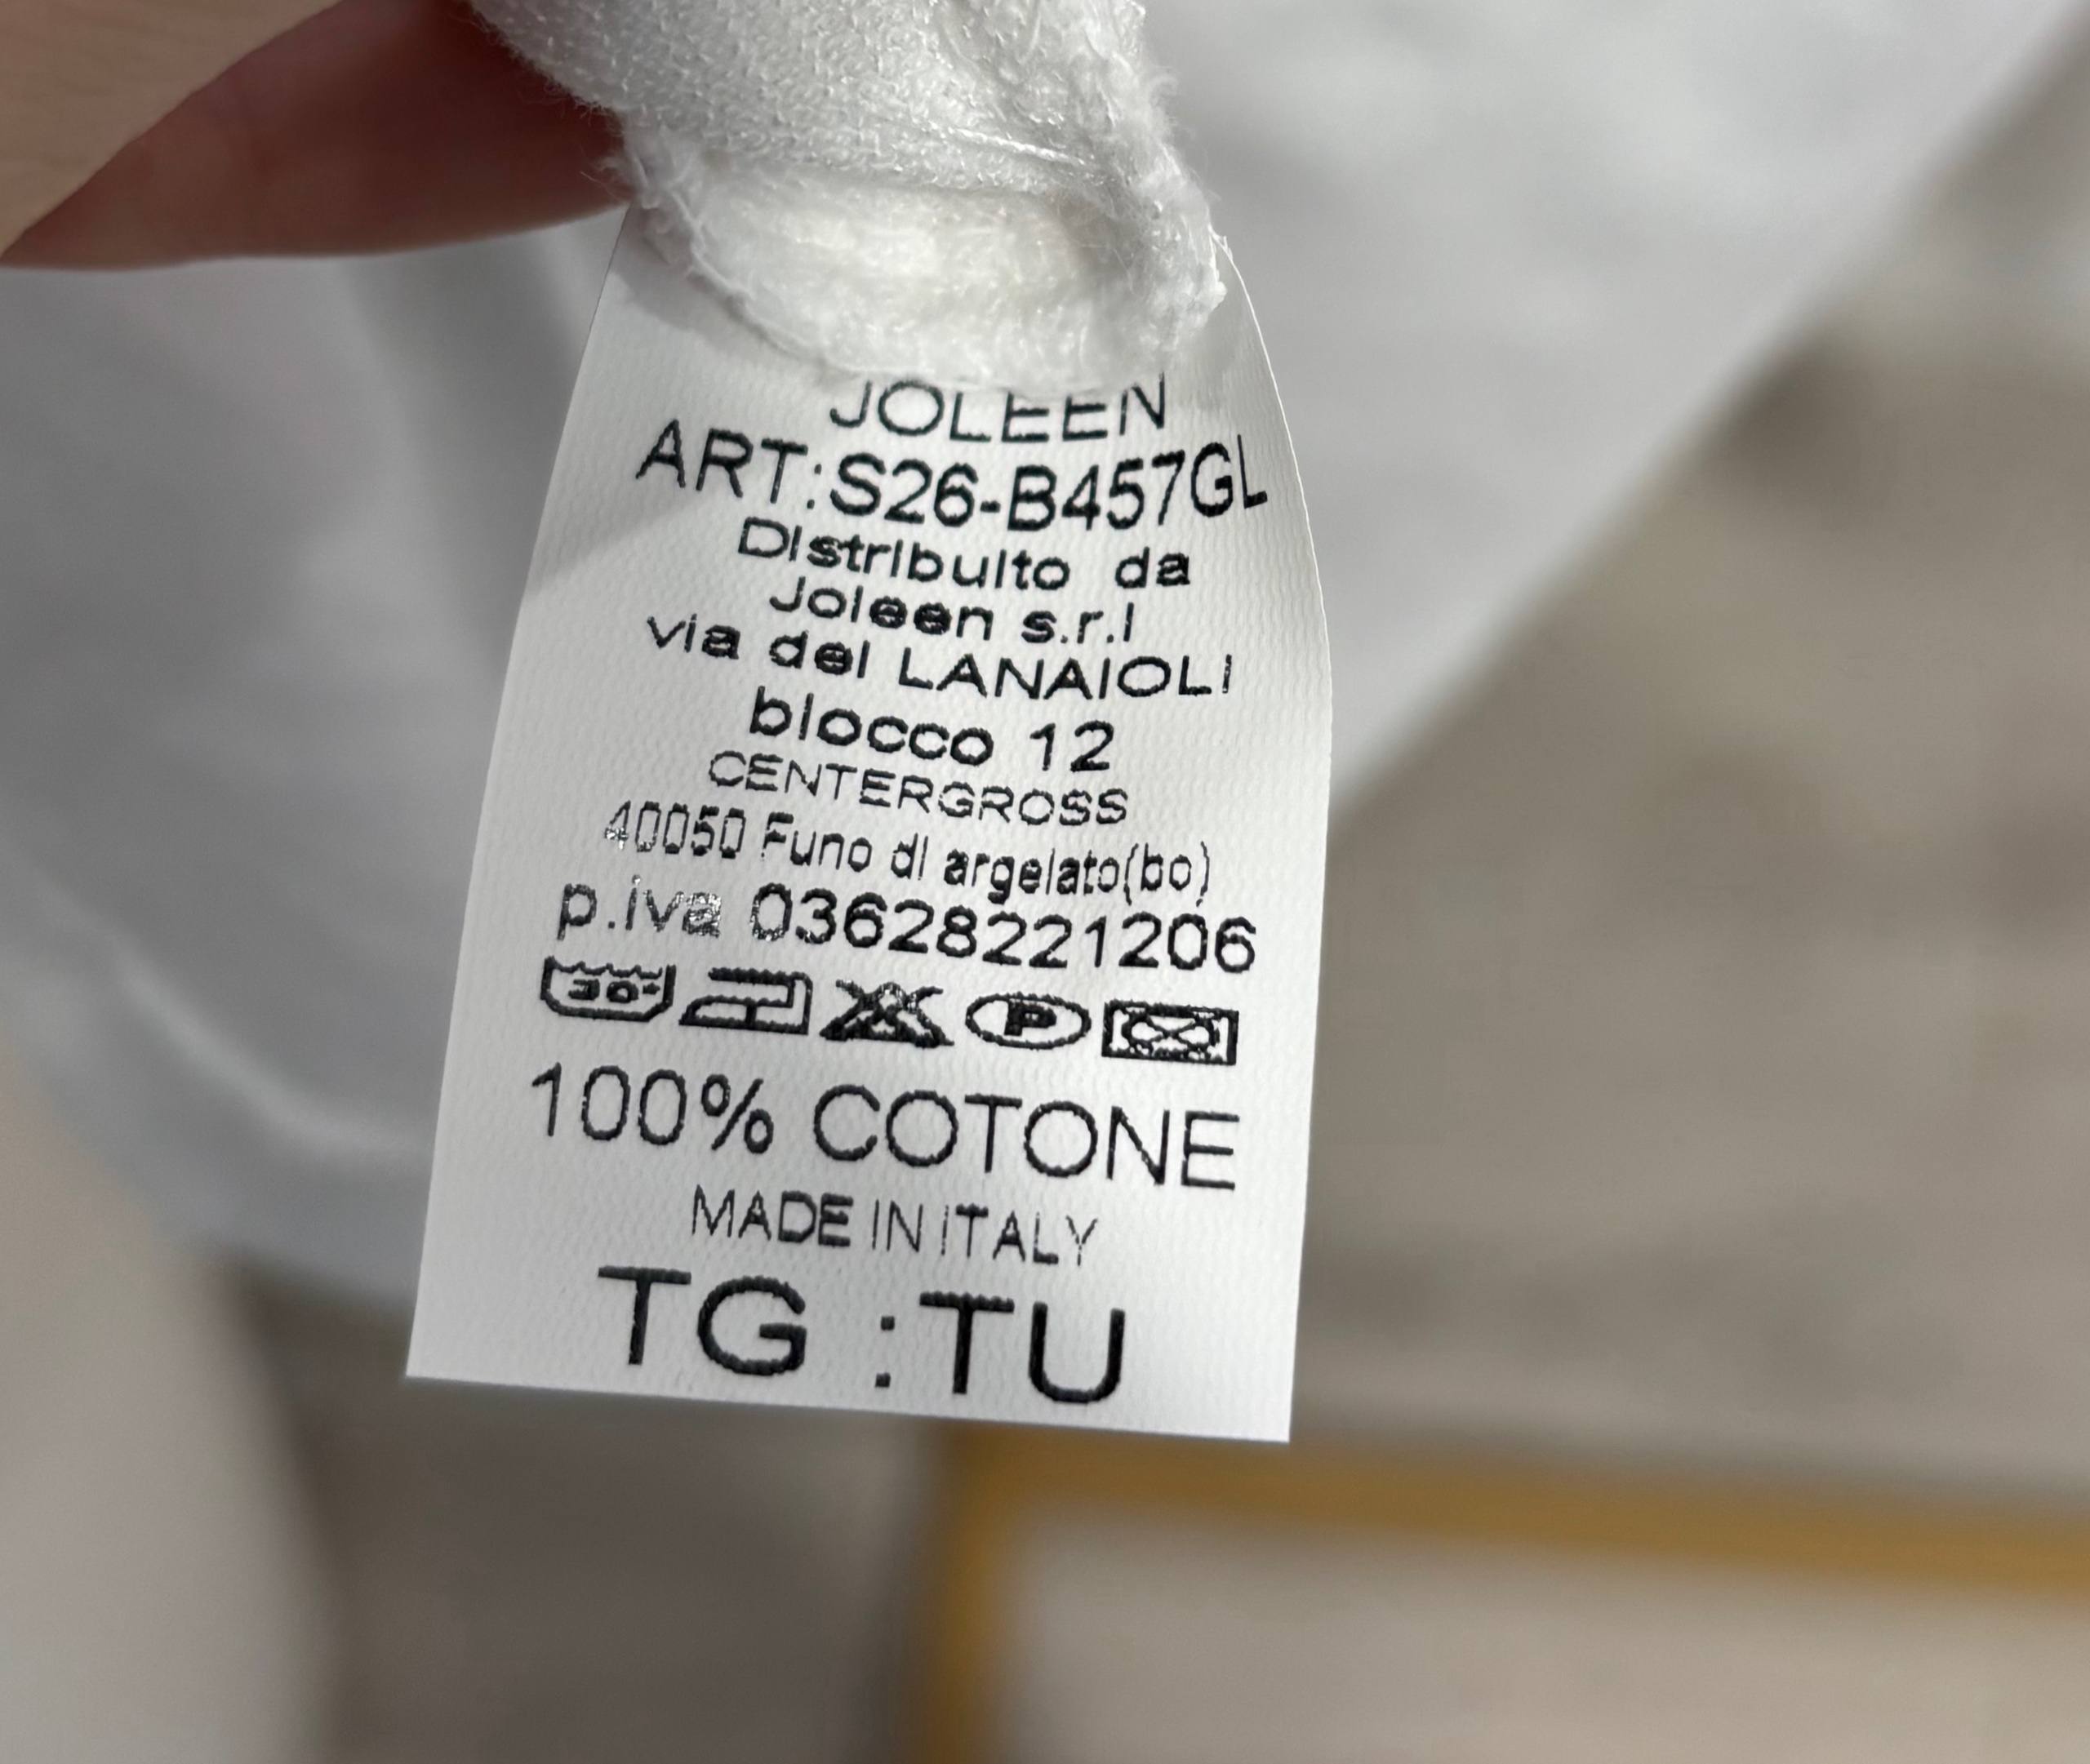 JOLEEN
ART:S26-B457GL
Distribuito da
Joleen s.r.l
via dei LANAIOLI
blocco 12
CENTERGROSS
40050 Funo di argelato(bo)
p.iva 03628221206
30°
P
100% COTONE
MADE IN ITALY
TG :TU